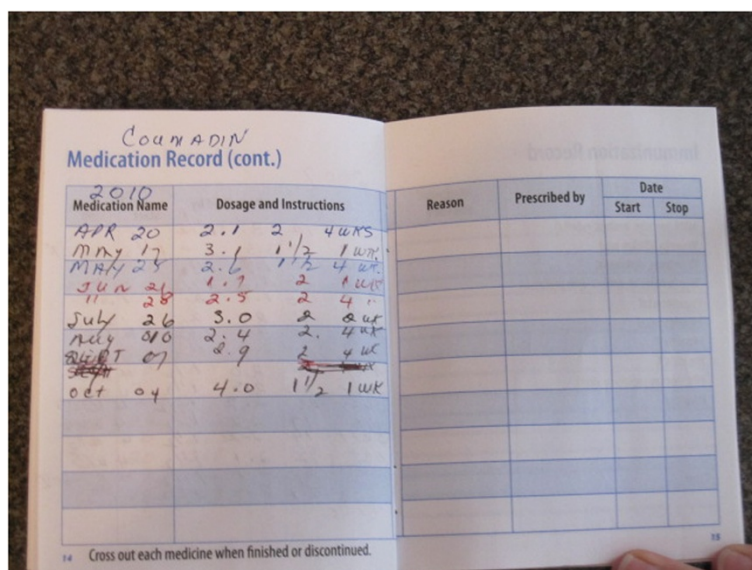 COUMADIN
Medication Record (cont.)
2010
Medication Name Dosage and Instructions Reason Prescribed by Date
Start Stop
APR 20 2.1 2 4 WKS
MAY 17 3.1 1 1/2 1 WK.
MAY 25 2.6 1 1/2 4 WK.
JUN 21 1.7 2 1 WK
" 28 2.5 2 4 "
July 26 3.0 2 2 WK
Aug 010 2.4 2. 4 WK
SEPT 07 2.9 2 4 WK
Oct 04 4.0 1 1/2 1 WK
14 Cross out each medicine when finished or discontinued.
15